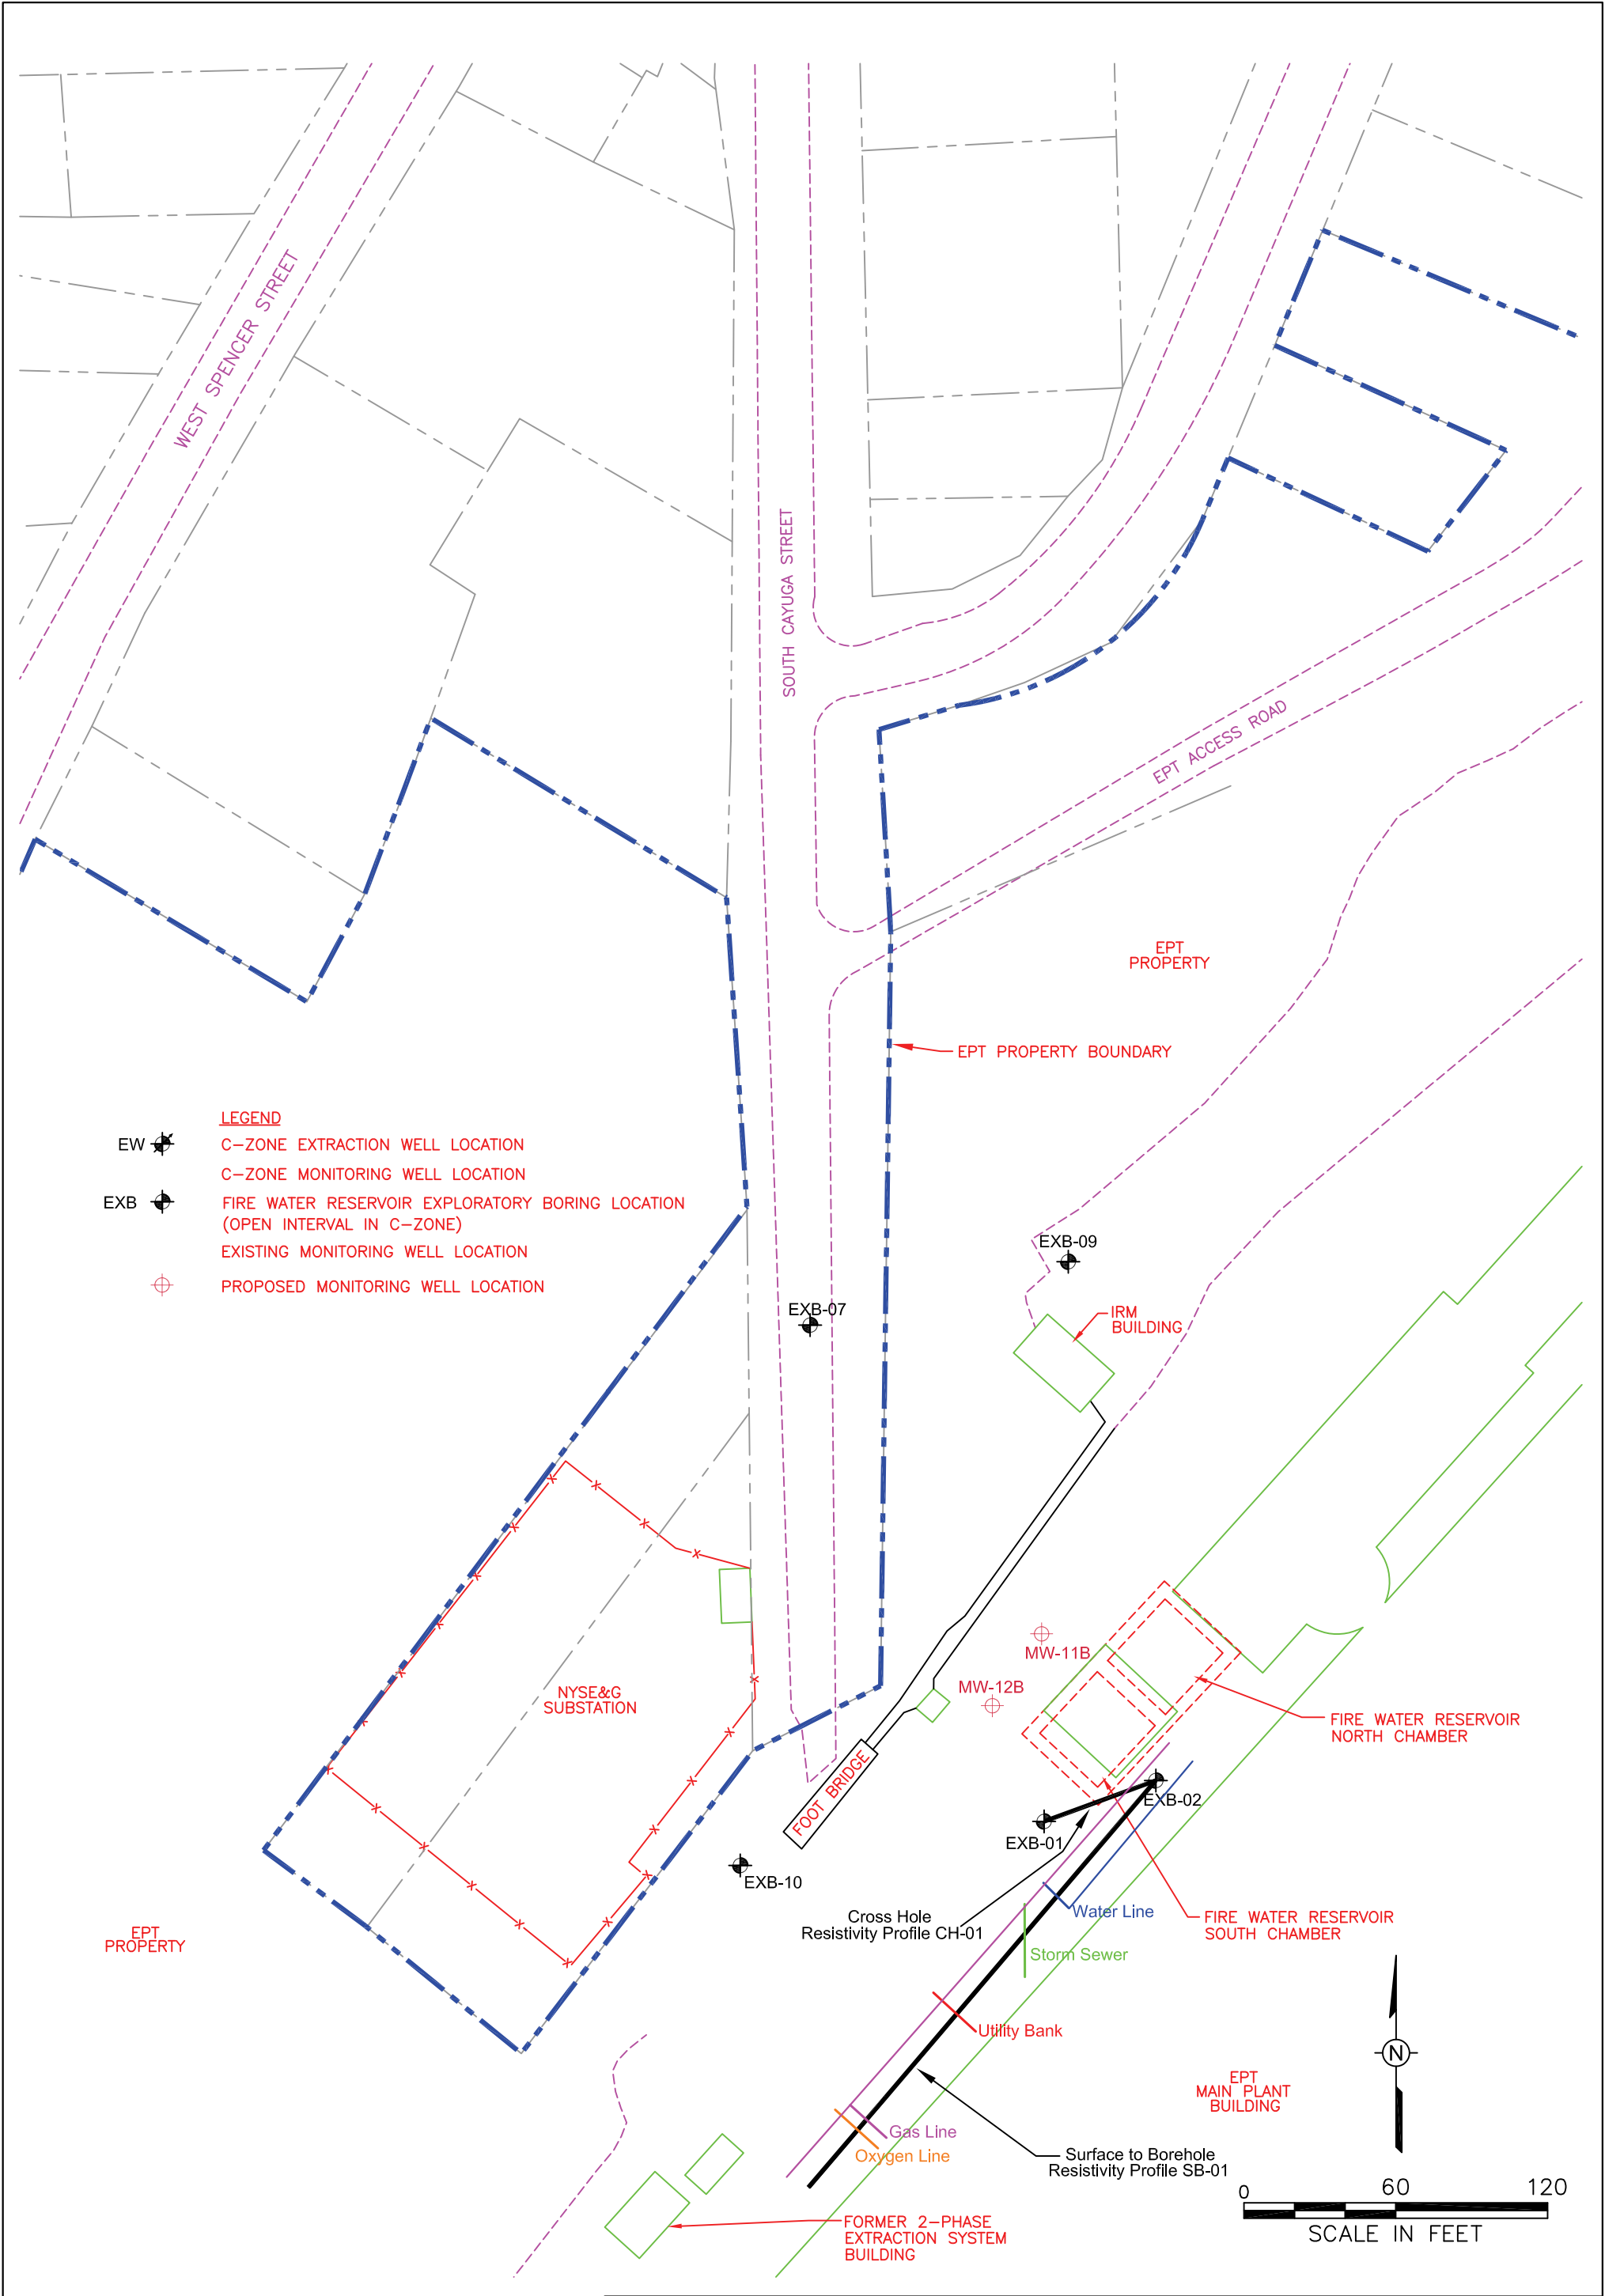 WEST SPENCER STREET
SOUTH CAYUGA STREET
EPT ACCESS ROAD
EPT
PROPERTY
EPT PROPERTY BOUNDARY
LEGEND
EW
C-ZONE EXTRACTION WELL LOCATION
C-ZONE MONITORING WELL LOCATION
EXB
FIRE WATER RESERVOIR EXPLORATORY BORING LOCATION
(OPEN INTERVAL IN C-ZONE)
EXISTING MONITORING WELL LOCATION
PROPOSED MONITORING WELL LOCATION
EXB-09
EXB-07
IRM
BUILDING
MW-11B
MW-12B
NYSE&G
SUBSTATION
FIRE WATER RESERVOIR
NORTH CHAMBER
FOOT BRIDGE
EXB-02
EXB-01
EXB-10
Cross Hole
Resistivity Profile CH-01
Water Line
FIRE WATER RESERVOIR
SOUTH CHAMBER
EPT
PROPERTY
Storm Sewer
Utility Bank
N
EPT
MAIN PLANT
BUILDING
Gas Line
Oxygen Line
Surface to Borehole
Resistivity Profile SB-01
0 60 120
SCALE IN FEET
FORMER 2-PHASE
EXTRACTION SYSTEM
BUILDING